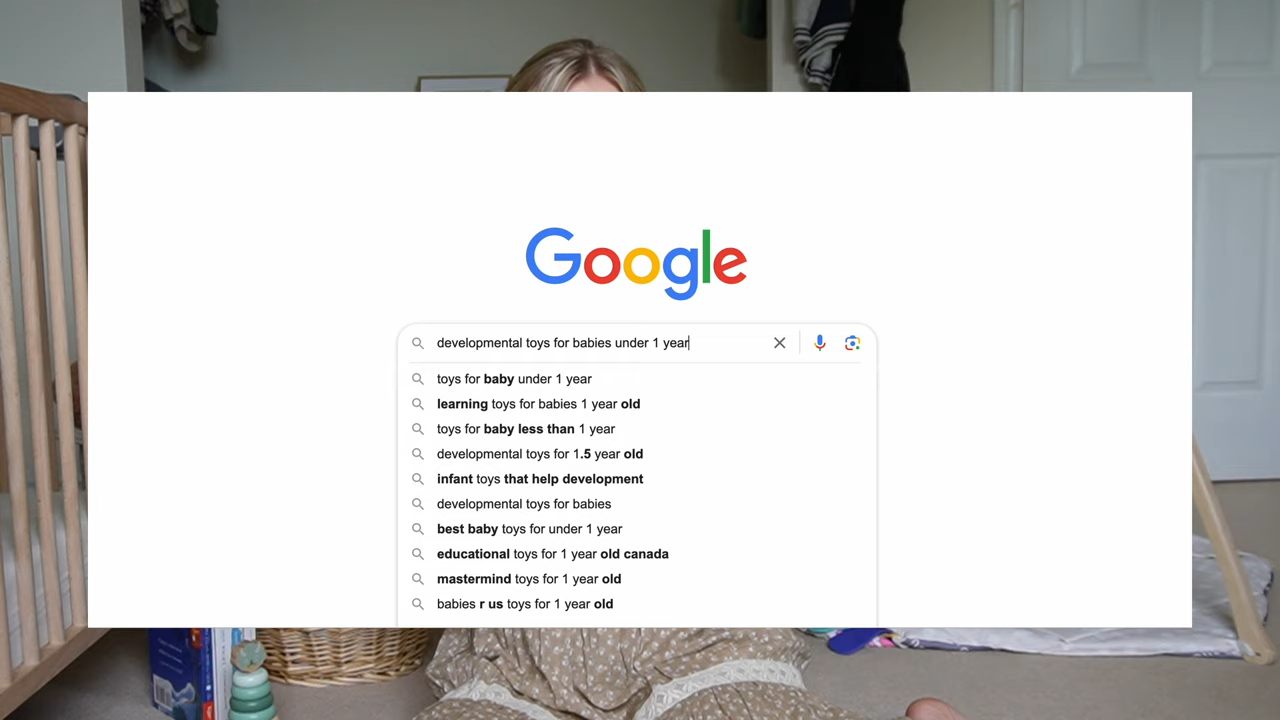 Google
developmental toys for babies under 1 year
toys for baby under 1 year
learning toys for babies 1 year old
toys for baby less than 1 year
developmental toys for 1.5 year old
infant toys that help development
developmental toys for babies
best baby toys for under 1 year
educational toys for 1 year old canada
mastermind toys for 1 year old
babies r us toys for 1 year old